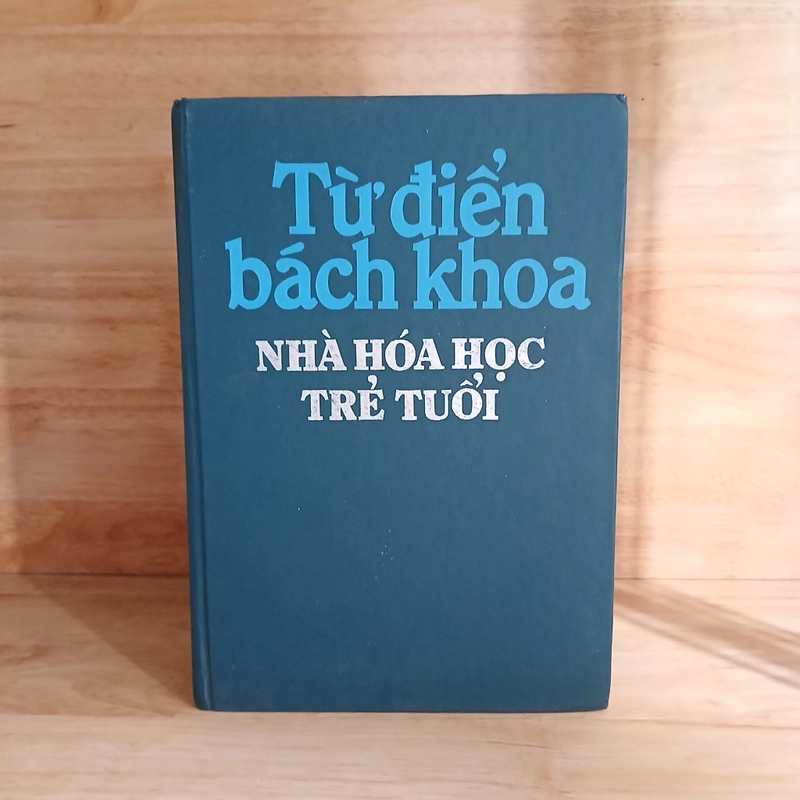 Từ điển
bách khoa
NHÀ HÓA HỌC
TRẺ TUỔI